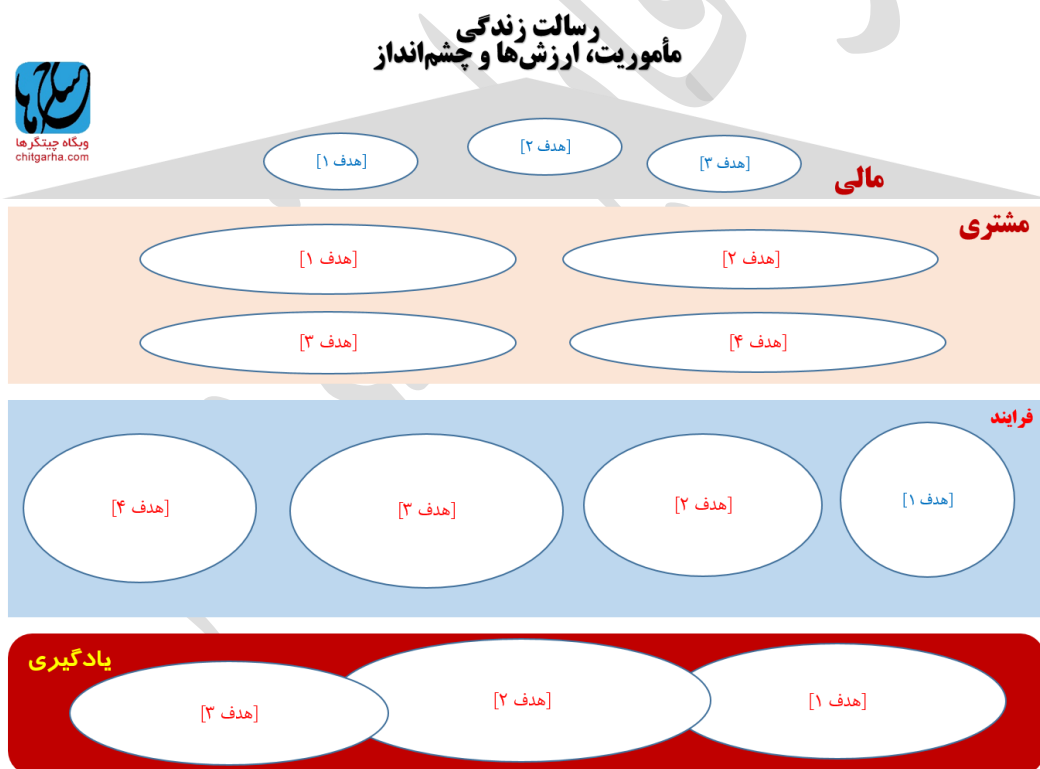 رسالت زندگی
مأموریت، ارزش‌ها و چشم‌انداز
وبگاه چیتگرها
chitgarha.com
[هدف ۳]
[هدف ۲]
[هدف ۱]
مالی
مشتری
[هدف ۲]
[هدف ۱]
[هدف ۴]
[هدف ۳]
فرایند
[هدف ۱]
[هدف ۲]
[هدف ۳]
[هدف ۴]
یادگیری
[هدف ۱]
[هدف ۲]
[هدف ۳]